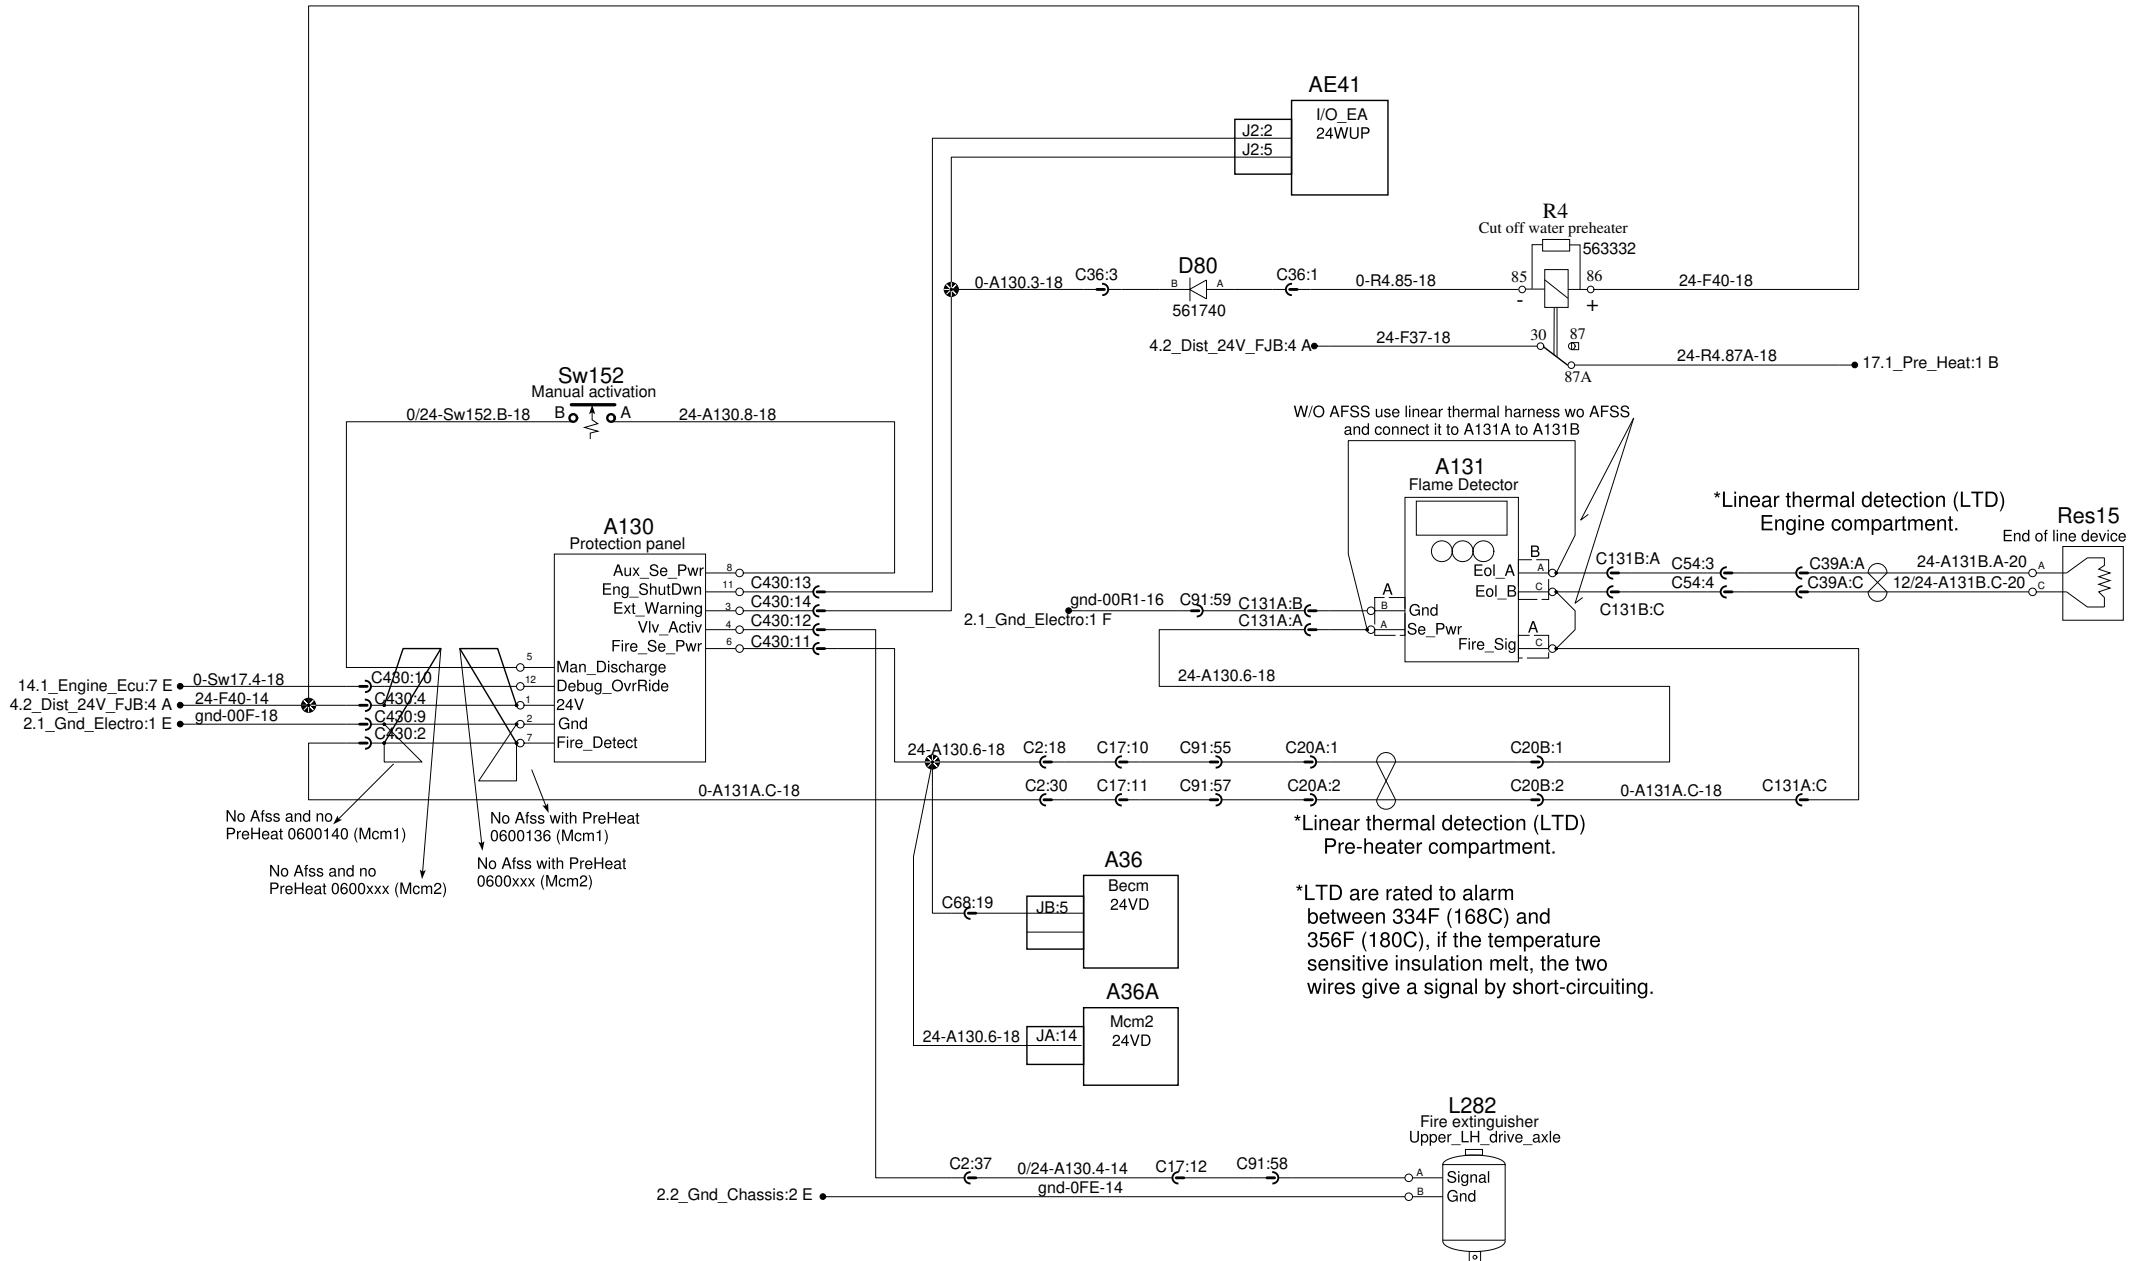 AE41
I/O_EA
24WUP
J2:2
J2:5
R4
Cut off water preheater
563332
0-A130.3-18
C36:3
B
D80
A
561740
C36:1
0-R4.85-18
85
-
86
+
24-F40-18
4.2_Dist_24V_FJB:4 A
24-F37-18
30
87
87A
24-R4.87A-18
17.1_Pre_Heat:1 B
Sw152
Manual activation
0/24-Sw152.B-18
B
A
24-A130.8-18
W/O AFSS use linear thermal harness wo AFSS
and connect it to A131A to A131B
A131
Flame Detector
B
Eol_A
A
Eol_B
C
A
B
Gnd
A
Se_Pwr
A
Fire_Sig
C
*Linear thermal detection (LTD)
Engine compartment.
Res15
End of line device
C131B:A
C54:3
C39A:A
24-A131B.A-20
A
C131B:C
C54:4
C39A:C
12/24-A131B.C-20
C
gnd-00R1-16
C91:59
C131A:B
2.1_Gnd_Electro:1 F
C131A:A
24-A130.6-18
A130
Protection panel
Aux_Se_Pwr
8
Eng_ShutDwn
11
C430:13
Ext_Warning
3
C430:14
Vlv_Activ
4
C430:12
Fire_Se_Pwr
6
C430:11
5
Man_Discharge
12
Debug_OvrRide
1
24V
2
Gnd
7
Fire_Detect
14.1_Engine_Ecu:7 E
0-Sw17.4-18
C430:10
4.2_Dist_24V_FJB:4 A
24-F40-14
C430:4
2.1_Gnd_Electro:1 E
gnd-00F-18
C430:9
C430:2
24-A130.6-18
C2:18
C17:10
C91:55
C20A:1
C20B:1
0-A131A.C-18
C2:30
C17:11
C91:57
C20A:2
C20B:2
0-A131A.C-18
C131A:C
No Afss and no
PreHeat 0600140 (Mcm1)
No Afss with PreHeat
0600136 (Mcm1)
No Afss and no
PreHeat 0600xxx (Mcm2)
No Afss with PreHeat
0600xxx (Mcm2)
*Linear thermal detection (LTD)
Pre-heater compartment.
*LTD are rated to alarm
between 334F (168C) and
356F (180C), if the temperature
sensitive insulation melt, the two
wires give a signal by short-circuiting.
A36
Becm
24VD
C68:19
JB:5
A36A
Mcm2
24VD
24-A130.6-18
JA:14
L282
Fire extinguisher
Upper_LH_drive_axle
C2:37
0/24-A130.4-14
C17:12
C91:58
A
Signal
2.2_Gnd_Chassis:2 E
gnd-0FE-14
B
Gnd